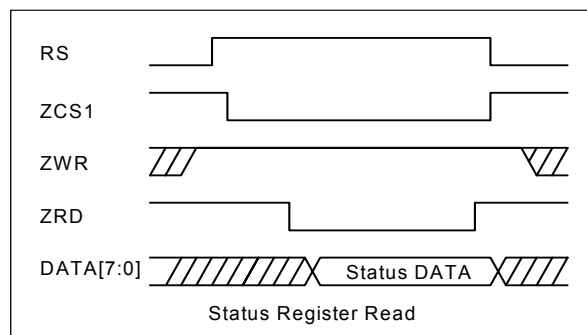 RS
ZCS1
ZWR
ZRD
DATA[7:0] Status DATA
Status Register Read